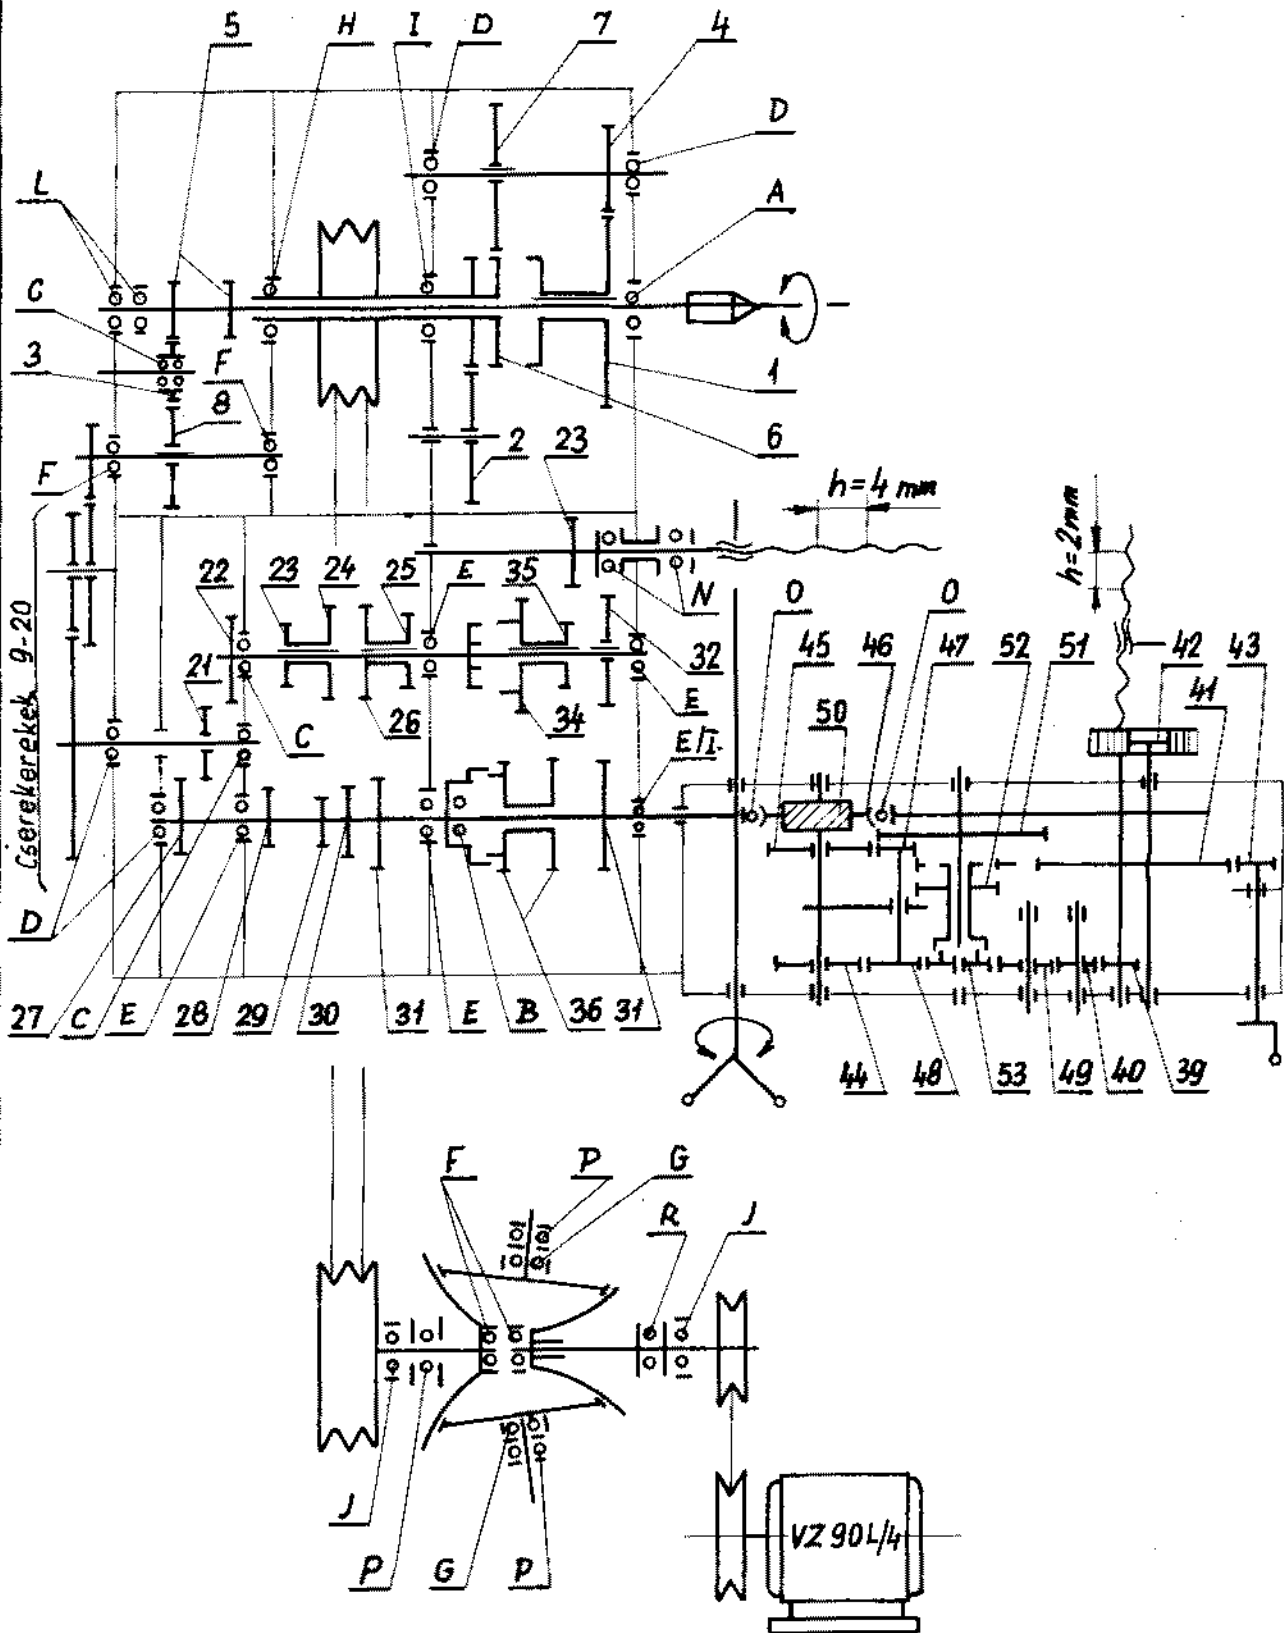 5 H I D 7 4
D
L
A
C
3
F
8
1
6
F
2 23
h=4 mm
h=2mm
22 23 24 25 E 35
N
O O
45 46 47 52 51 42 43
Cserekerekek 9-20
21
32
41
26 34 E
C
50
E/I.
D
27 C E 28 29 30 31 E B 36 31
44 48 53 49 40 39
F P G
R J
J
P G P
VZ 90 L/4